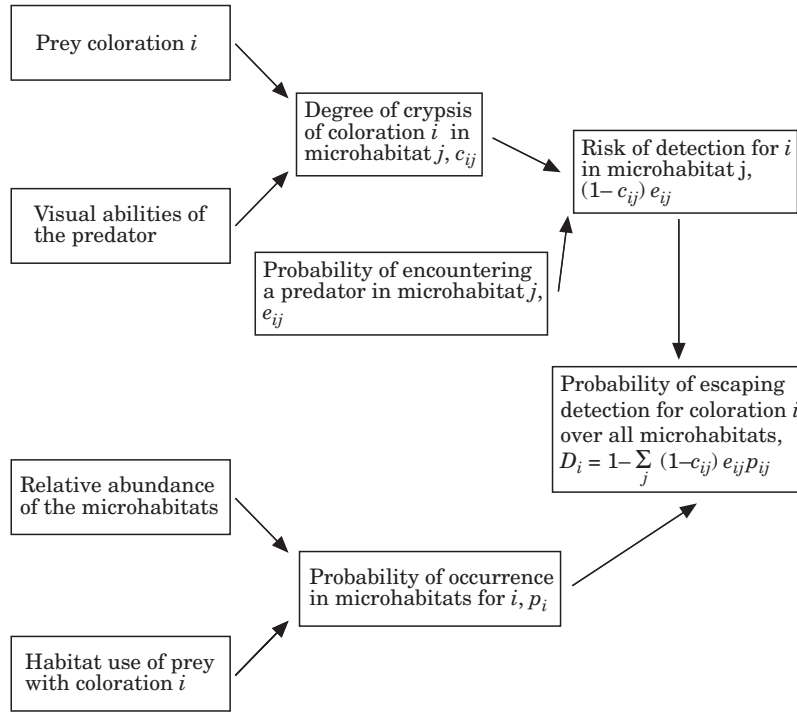 Prey coloration i
Degree of crypsis
of coloration i in
microhabitat j, cij
Risk of detection for i
in microhabitat j,
(1– cij) eij
Visual abilities of
the predator
Probability of encountering
a predator in microhabitat j,
eij
Probability of escaping
detection for coloration i
over all microhabitats,
Di = 1– Σ (1–cij) eijpij
j
Relative abundance
of the microhabitats
Probability of occurrence
in microhabitats for i, pi
Habitat use of prey
with coloration i